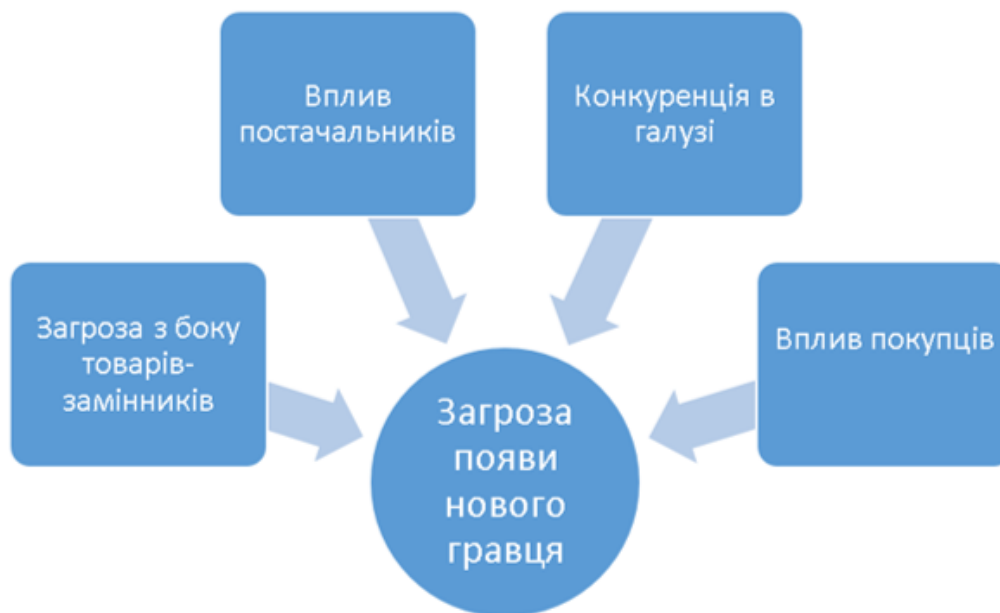 Вплив
постачальників
Конкуренція в
галузі
Загроза з боку
товарів-
замінників
Вплив покупців
Загроза
появи
нового
гравця